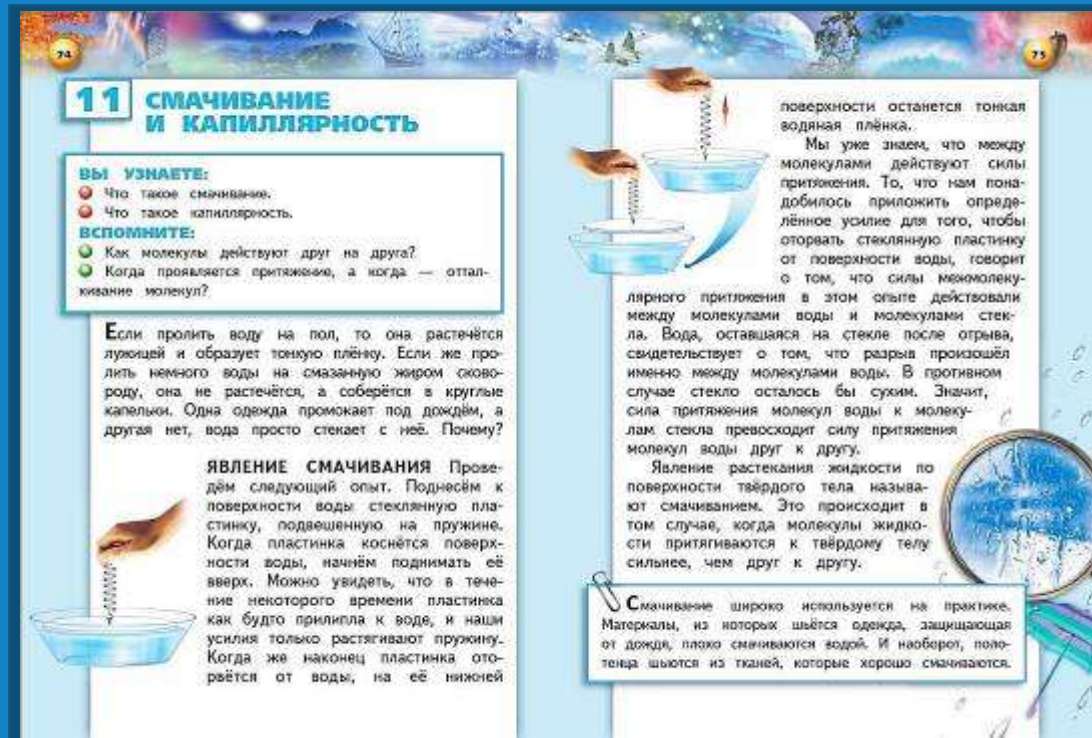 74
11 СМАЧИВАНИЕ
И КАПИЛЛЯРНОСТЬ
ВЫ УЗНАЕТЕ:
Что такое смачивание.
Что такое капиллярность.
ВСПОМНИТЕ:
Как молекулы действуют друг на друга?
Когда проявляется притяжение, а когда — оттал-
кивание молекул?
Если пролить воду на пол, то она растечётся
лужицей и образует тонкую плёнку. Если же про-
лить немного воды на смазанную жиром сково-
роду, она не растечётся, а соберётся в круглые
капельки. Одна одежда промокает под дождём, а
другая нет, вода просто стекает с неё. Почему?
ЯВЛЕНИЕ СМАЧИВАНИЯ Прове-
дём следующий опыт. Поднесём к
поверхности воды стеклянную пла-
стинку, подвешенную на пружине.
Когда пластинка коснётся поверх-
ности воды, начнём поднимать её
вверх. Можно увидеть, что в тече-
ние некоторого времени пластинка
как будто прилипла к воде, и наши
усилия только растягивают пружину.
Когда же наконец пластинка ото-
рвётся от воды, на её нижней
75
поверхности останется тонкая
водяная плёнка.
Мы уже знаем, что между
молекулами действуют силы
притяжения. То, что нам пона-
добилось приложить опреде-
лённое усилие для того, чтобы
оторвать стеклянную пластинку
от поверхности воды, говорит
о том, что силы межмолеку-
лярного притяжения в этом опыте действовали
между молекулами воды и молекулами стек-
ла. Вода, оставшаяся на стекле после отрыва,
свидетельствует о том, что разрыв произошёл
именно между молекулами воды. В противном
случае стекло осталось бы сухим. Значит,
сила притяжения молекул воды к молеку-
лам стекла превосходит силу притяжения
молекул воды друг к другу.
Явление растекания жидкости по
поверхности твёрдого тела называ-
ют смачиванием. Это происходит в
том случае, когда молекулы жидко-
сти притягиваются к твёрдому телу
сильнее, чем друг к другу.
Смачивание широко используется на практике.
Материалы, из которых шьётся одежда, защищающая
от дождя, плохо смачиваются водой. И наоборот, поло-
тенца шьются из тканей, которые хорошо смачиваются.